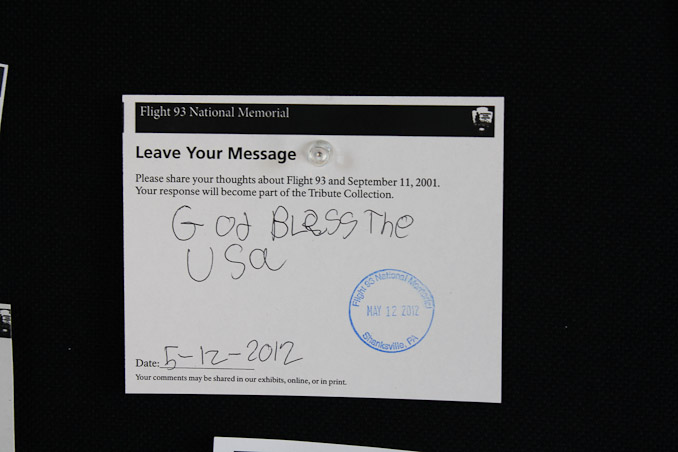 Flight 93 National Memorial
Leave Your Message
Please share your thoughts about Flight 93 and September 11, 2001.
Your response will become part of the Tribute Collection.
God BLESS The
USa
Flight 93 National Memorial
MAY 12 2012
Shanksville, PA
Date: 5-12-2012
Your comments may be shared in our exhibits, online, or in print.